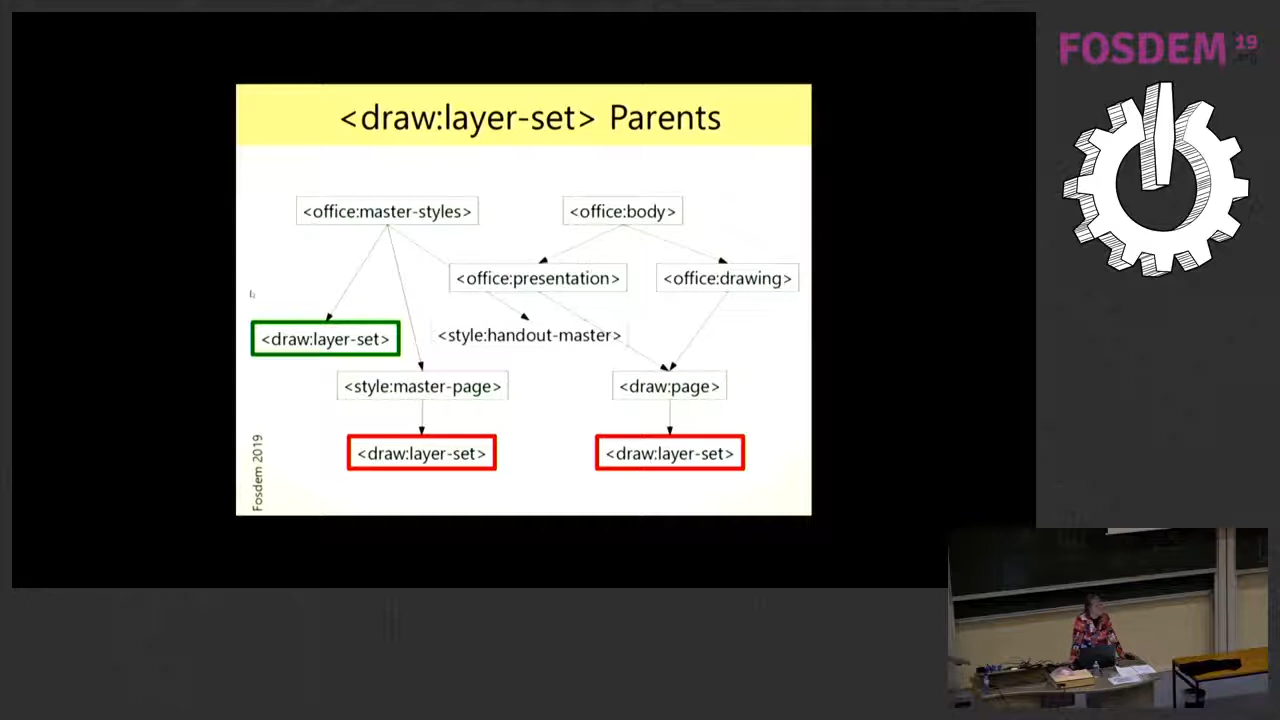 <draw:layer-set> Parents
<office:master-styles>
<office:body>
<office:presentation>
<office:drawing>
<draw:layer-set>
<style:handout-master>
<style:master-page>
<draw:page>
<draw:layer-set>
<draw:layer-set>
Fosdem 2019
FOSDEM 19
.org